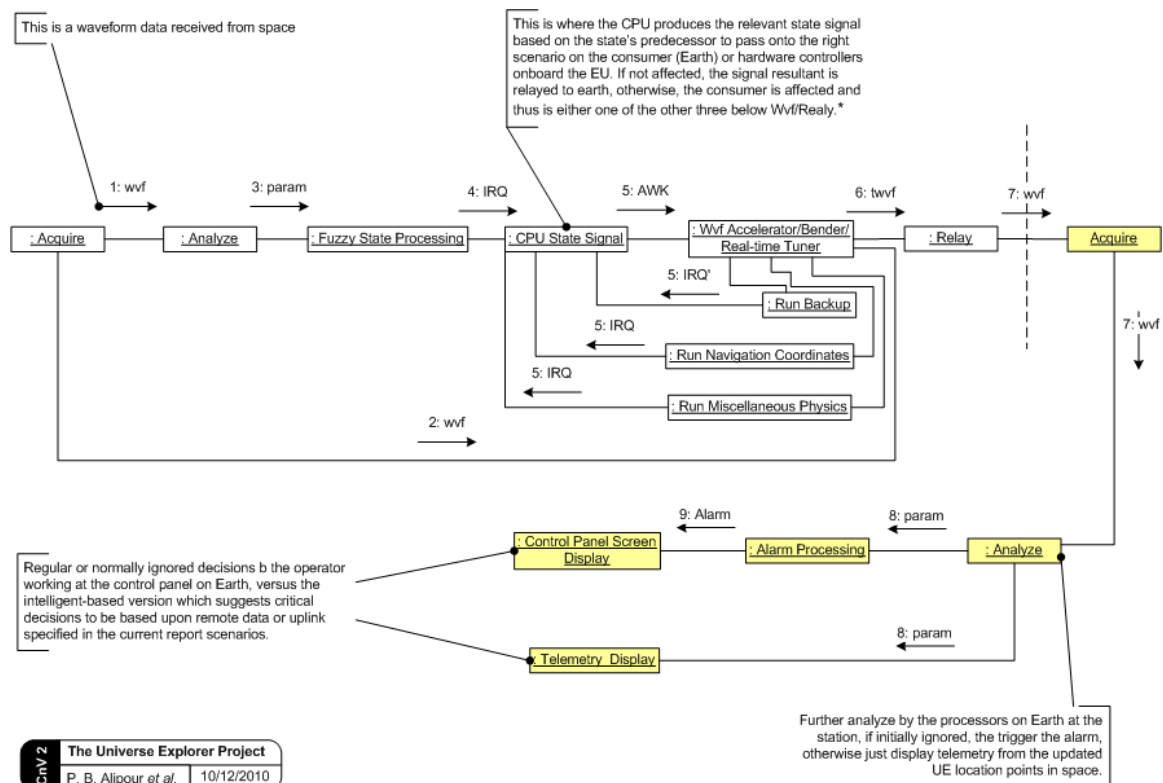 This is a waveform data received from space
This is where the CPU produces the relevant state signal
based on the state's predecessor to pass onto the right
scenario on the consumer (Earth) or hardware controllers
onboard the EU. If not affected, the signal resultant is
relayed to earth, otherwise, the consumer is affected and
thus is either one of the other three below Wvf/Realy.*
1: wvf
3: param
4: IRQ
5: AWK
6: twvf
7: wvf
: Acquire
: Analyze
: Fuzzy State Processing
: CPU State Signal
: Wvf Accelerator/Bender/
Real-time Tuner
: Relay
Acquire
5: IRQ'
: Run Backup
7: wvf
5: IRQ
: Run Navigation Coordinates
5: IRQ
: Run Miscellaneous Physics
2: wvf
9: Alarm
8: param
: Control Panel Screen
Display
: Alarm Processing
: Analyze
Regular or normally ignored decisions b the operator
working at the control panel on Earth, versus the
intelligent-based version which suggests critical
decisions to be based upon remote data or uplink
specified in the current report scenarios.
8: param
: Telemetry Display
Further analyze by the processors on Earth at the
station, if initially ignored, the trigger the alarm,
otherwise just display telemetry from the updated
UE location points in space.
CnV 2
The Universe Explorer Project
P. B. Alipour et al.
10/12/2010